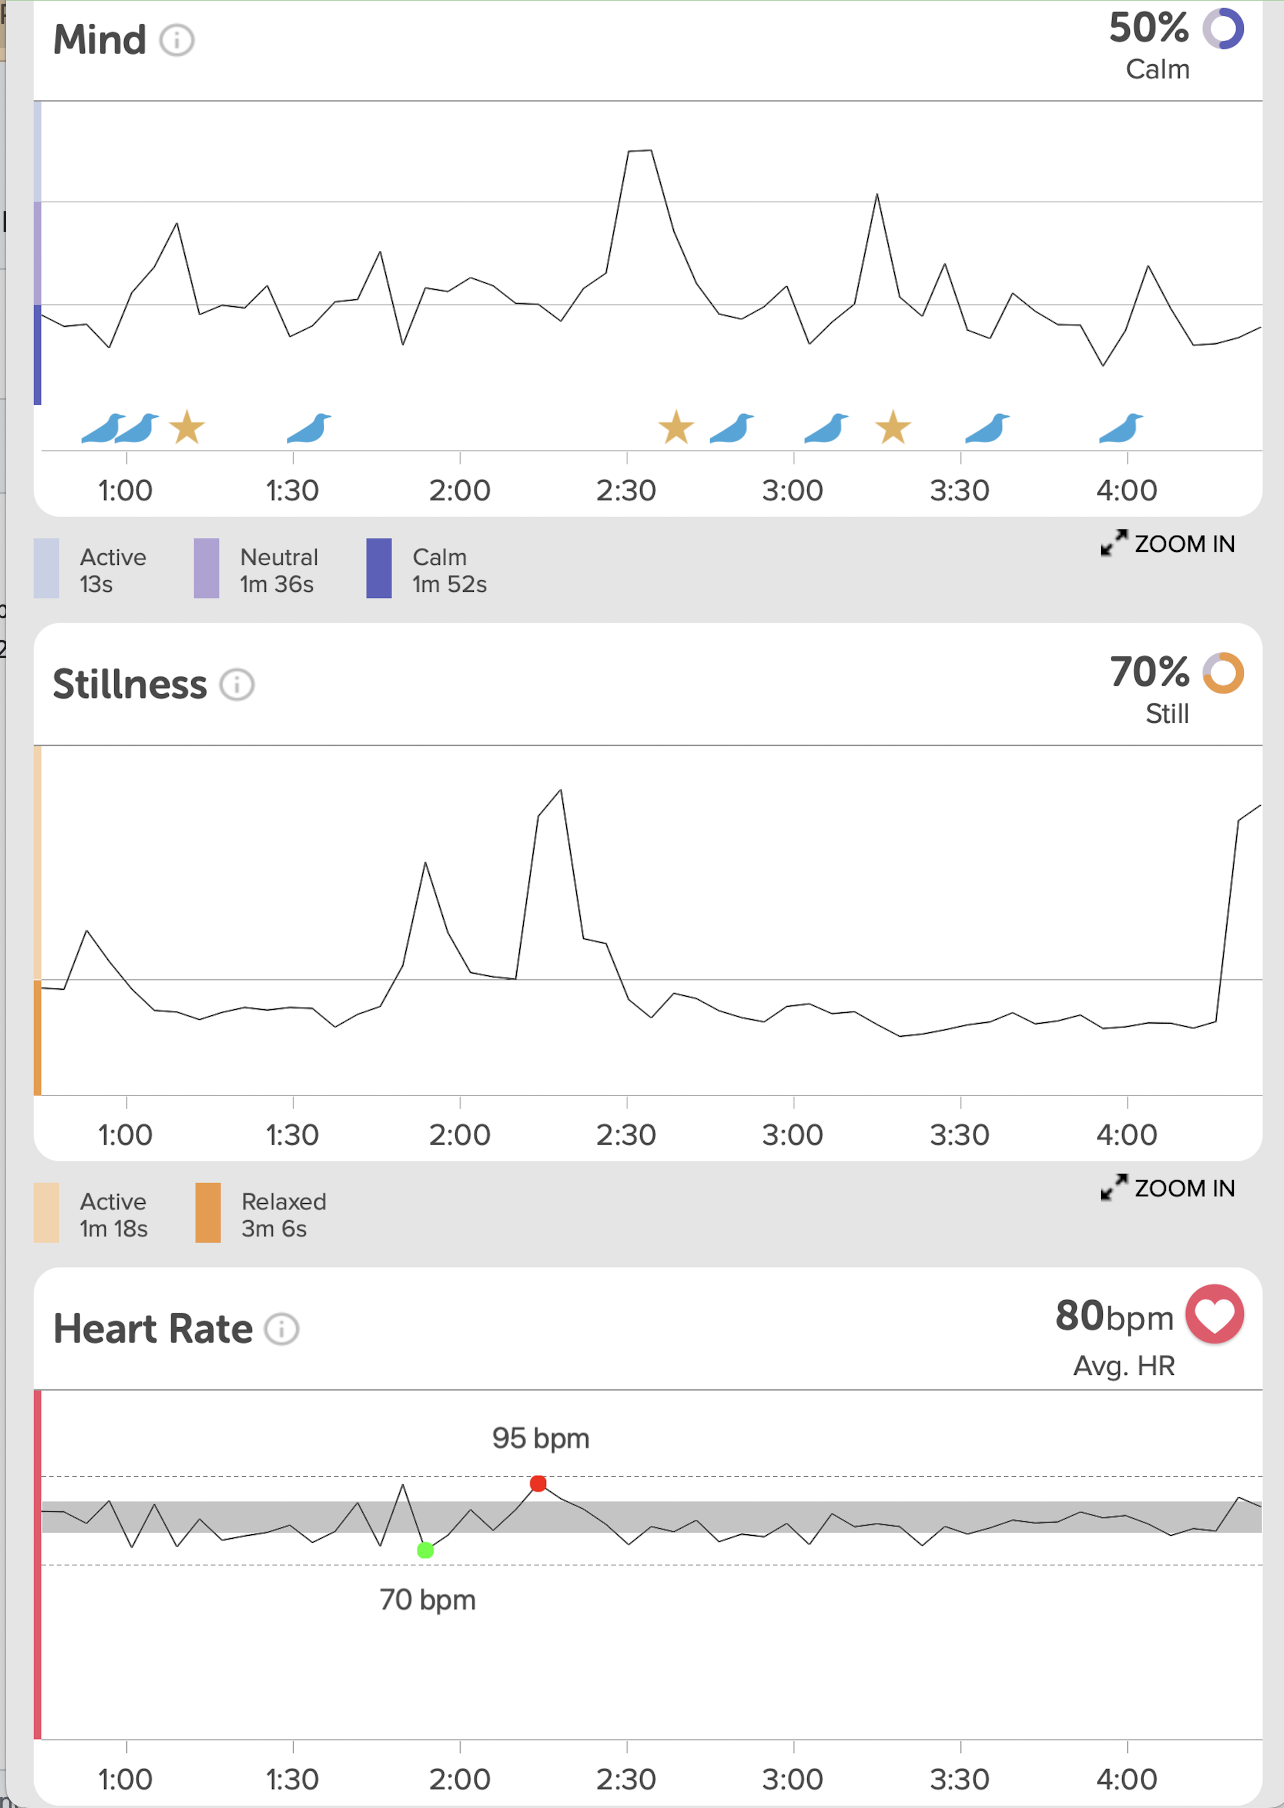 Mind
50%
Calm
1:00 1:30 2:00 2:30 3:00 3:30 4:00
Active
13s
Neutral
1m 36s
Calm
1m 52s
ZOOM IN
Stillness
70%
Still
1:00 1:30 2:00 2:30 3:00 3:30 4:00
Active
1m 18s
Relaxed
3m 6s
ZOOM IN
Heart Rate
80bpm
Avg. HR
95 bpm
70 bpm
1:00 1:30 2:00 2:30 3:00 3:30 4:00